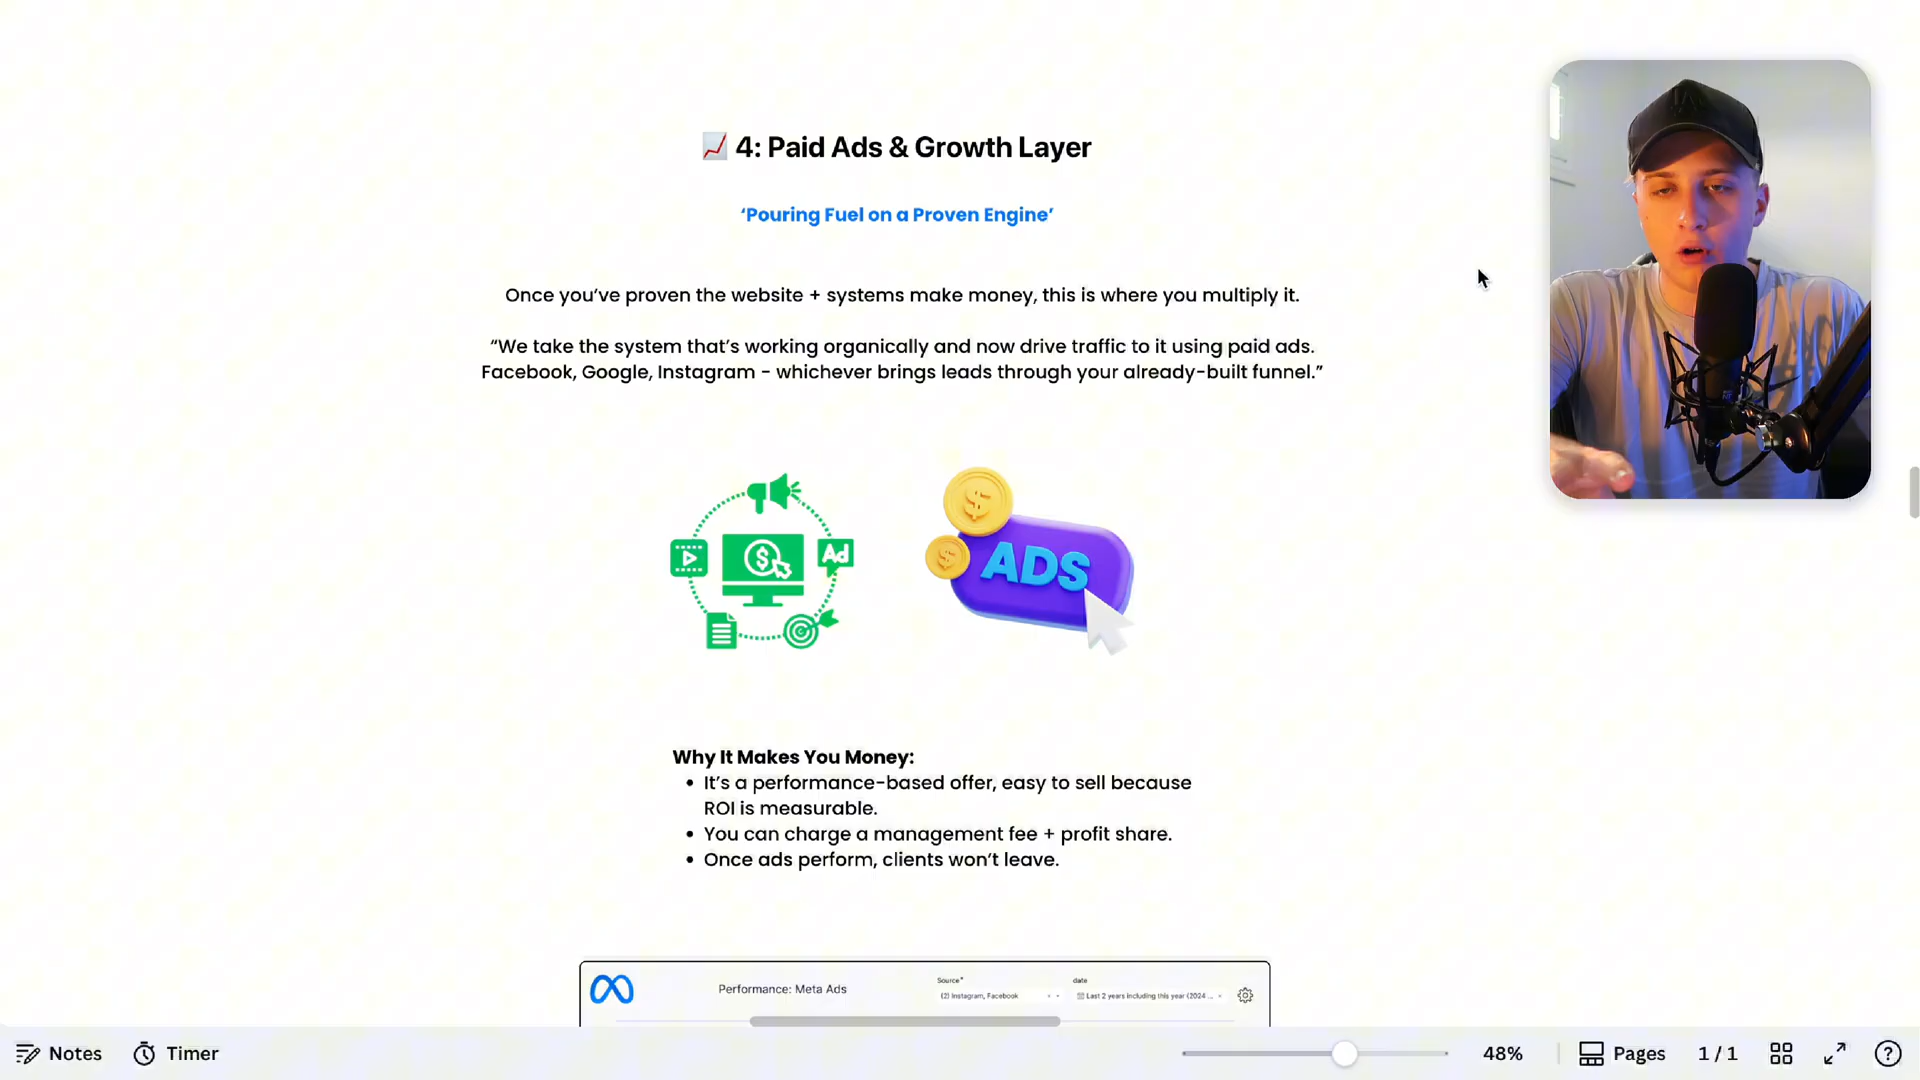 4: Paid Ads & Growth Layer
‘Pouring Fuel on a Proven Engine’
Once you’ve proven the website + systems make money, this is where you multiply it.
“We take the system that’s working organically and now drive traffic to it using paid ads.
Facebook, Google, Instagram - whichever brings leads through your already-built funnel.”
Ad
ADS
Why It Makes You Money:
• It’s a performance-based offer, easy to sell because
ROI is measurable.
• You can charge a management fee + profit share.
• Once ads perform, clients won’t leave.
Performance: Meta Ads
Source*
(2) Instagram, Facebook
date
Last 2 years including this year (2024 ...
Notes
Timer
48%
Pages
1 / 1